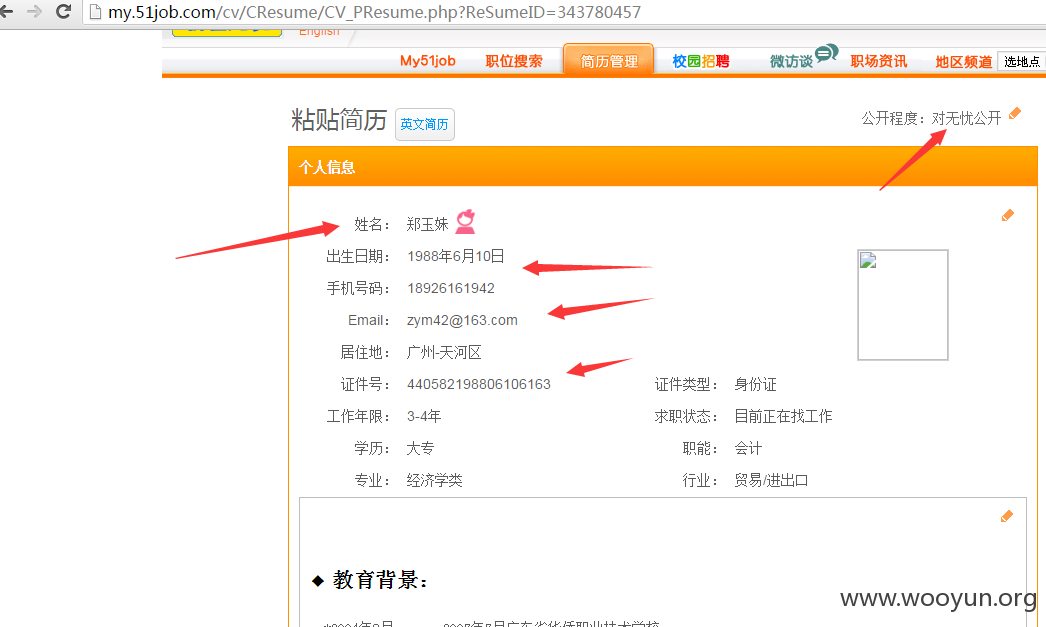 my.51job.com/cv/CResume/CV_PResume.php?ReSumeID=343780457
English
My51job 职位搜索 简历管理 校园招聘 微访谈 职场资讯 地区频道 选地点
粘贴简历 英文简历 公开程度：对无忧公开
个人信息
姓名： 郑玉妹
出生日期： 1988年6月10日
手机号码： 18926161942
Email： zym42@163.com
居住地： 广州-天河区
证件号： 440582198806106163 证件类型： 身份证
工作年限： 3-4年 求职状态： 目前正在找工作
学历： 大专 职能： 会计
专业： 经济学类 行业： 贸易/进出口
◆ 教育背景：
www.wooyun.org